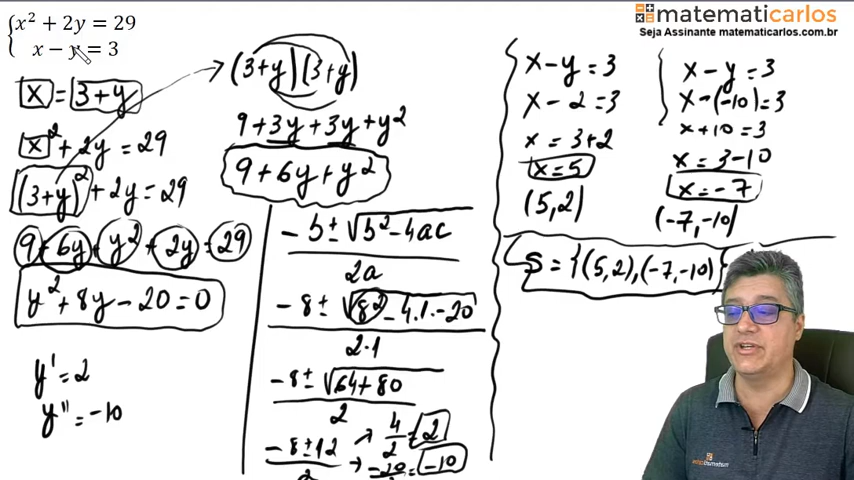 x² + 2y = 29
x − y = 3
x = 3+y
x² + 2y = 29
(3+y)² + 2y = 29
9 + 6y + y² + 2y = 29
y² + 8y − 20 = 0
y' = 2
y'' = −10
(3+y)(3+y)
9 + 3y + 3y + y²
9 + 6y + y²
− b ± √b² − 4ac
2a
− 8 ± √8² − 4.1.−20
2·1
−8 ± √64 + 80
2
−8 ± 12
4
2
= 2
−20
= −10
x − y = 3
x − 2 = 3
x = 3+2
x = 5
(5,2)
x − y = 3
x − (−10) = 3
x + 10 = 3
x = 3−10
x = −7
(−7,−10)
S = {(5,2),(−7,−10)}
matematicarlos
Seja Assinante matematicarlos.com.br